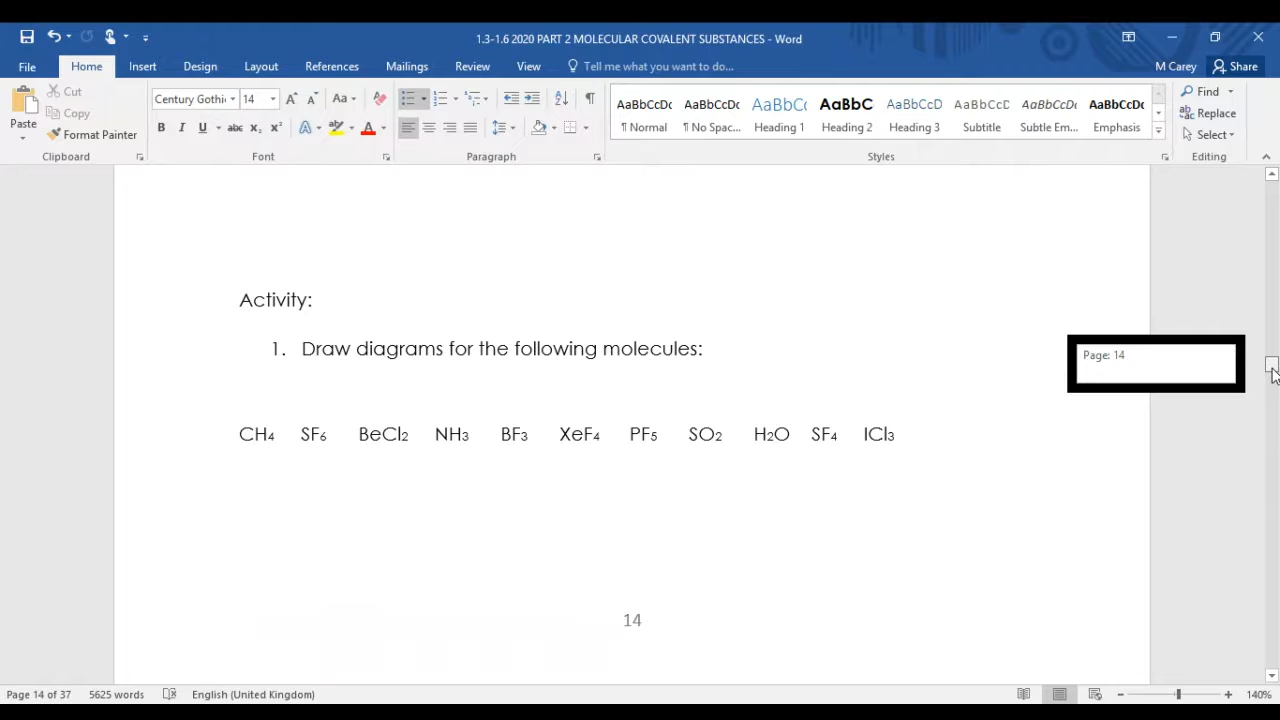 1.3-1.6 2020 PART 2 MOLECULAR COVALENT SUBSTANCES - Word
File Home Insert Design Layout References Mailings Review View Tell me what you want to do... M Carey Share
Paste
Cut
Copy
Format Painter
Clipboard
Century Gothi 14
Font
Paragraph
AaBbCcDc AaBbCcDc AaBbCc AaBbC AaBbCcD AaBbCcD AaBbCcDc AaBbCcDc
¶ Normal ¶ No Spac... Heading 1 Heading 2 Heading 3 Subtitle Subtle Em... Emphasis
Styles
Find
Replace
Select
Editing
Activity:
1. Draw diagrams for the following molecules:
Page: 14
CH₄ SF₆ BeCl₂ NH₃ BF₃ XeF₄ PF₅ SO₂ H₂O SF₄ ICl₃
14
Page 14 of 37 5625 words English (United Kingdom) 140%